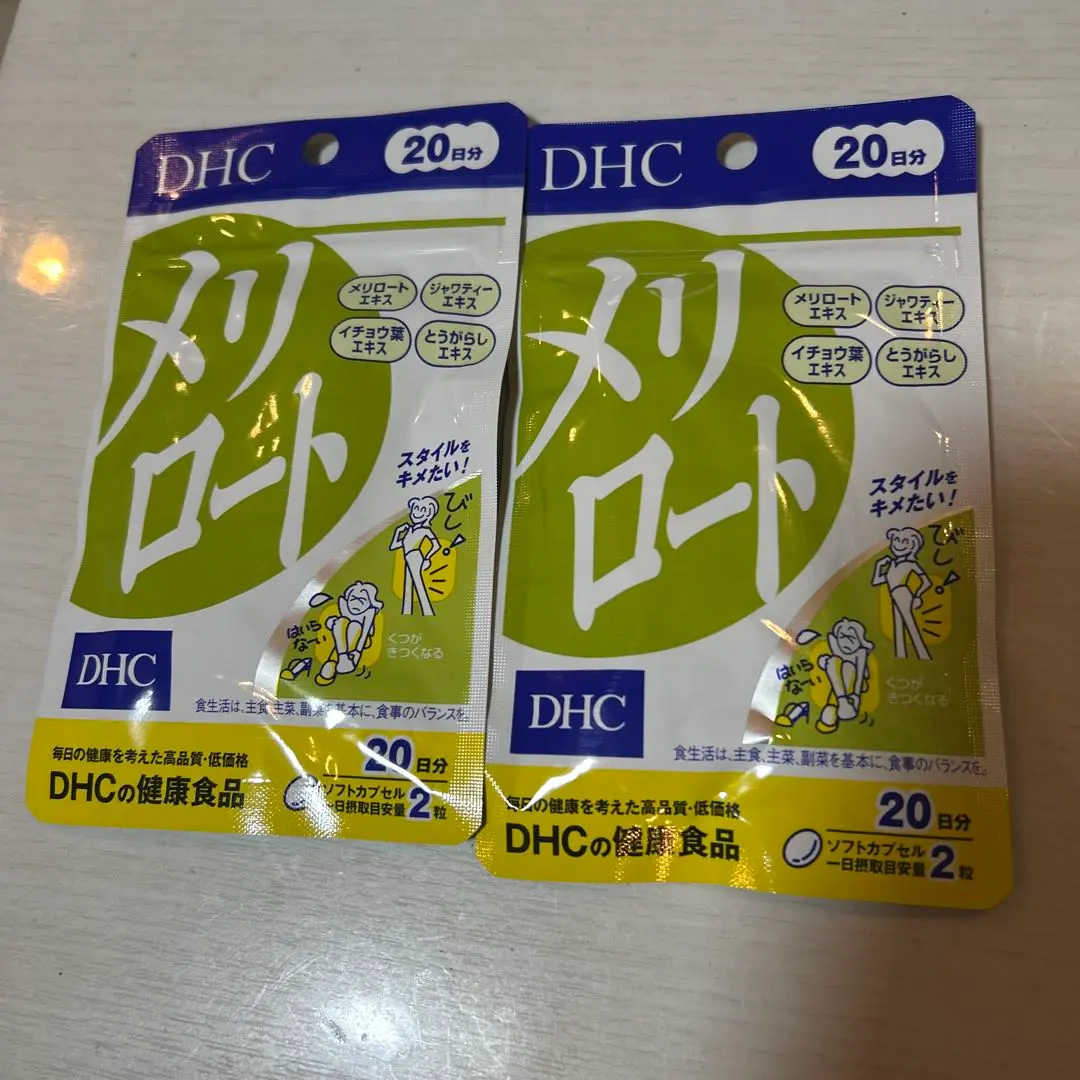 DHC
20日分
メリロート
メリロート
エキス
ジャワティー
エキス
イチョウ葉
エキス
とうがらし
エキス
スタイルを
キメたい!
びしっ!
はいら
なーい
くつが
きつくなる
DHC
食生活は、主食、主菜、副菜を基本に、食事のバランスを。
毎日の健康を考えた高品質・低価格
DHCの健康食品
20日分
ソフトカプセル
一日摂取目安量2粒
DHC
20日分
メリロート
メリロート
エキス
ジャワティー
エキス
イチョウ葉
エキス
とうがらし
エキス
スタイルを
キメたい!
びしっ!
はいら
なーい
くつが
きつくなる
DHC
食生活は、主食、主菜、副菜を基本に、食事のバランスを。
毎日の健康を考えた高品質・低価格
DHCの健康食品
20日分
ソフトカプセル
一日摂取目安量2粒